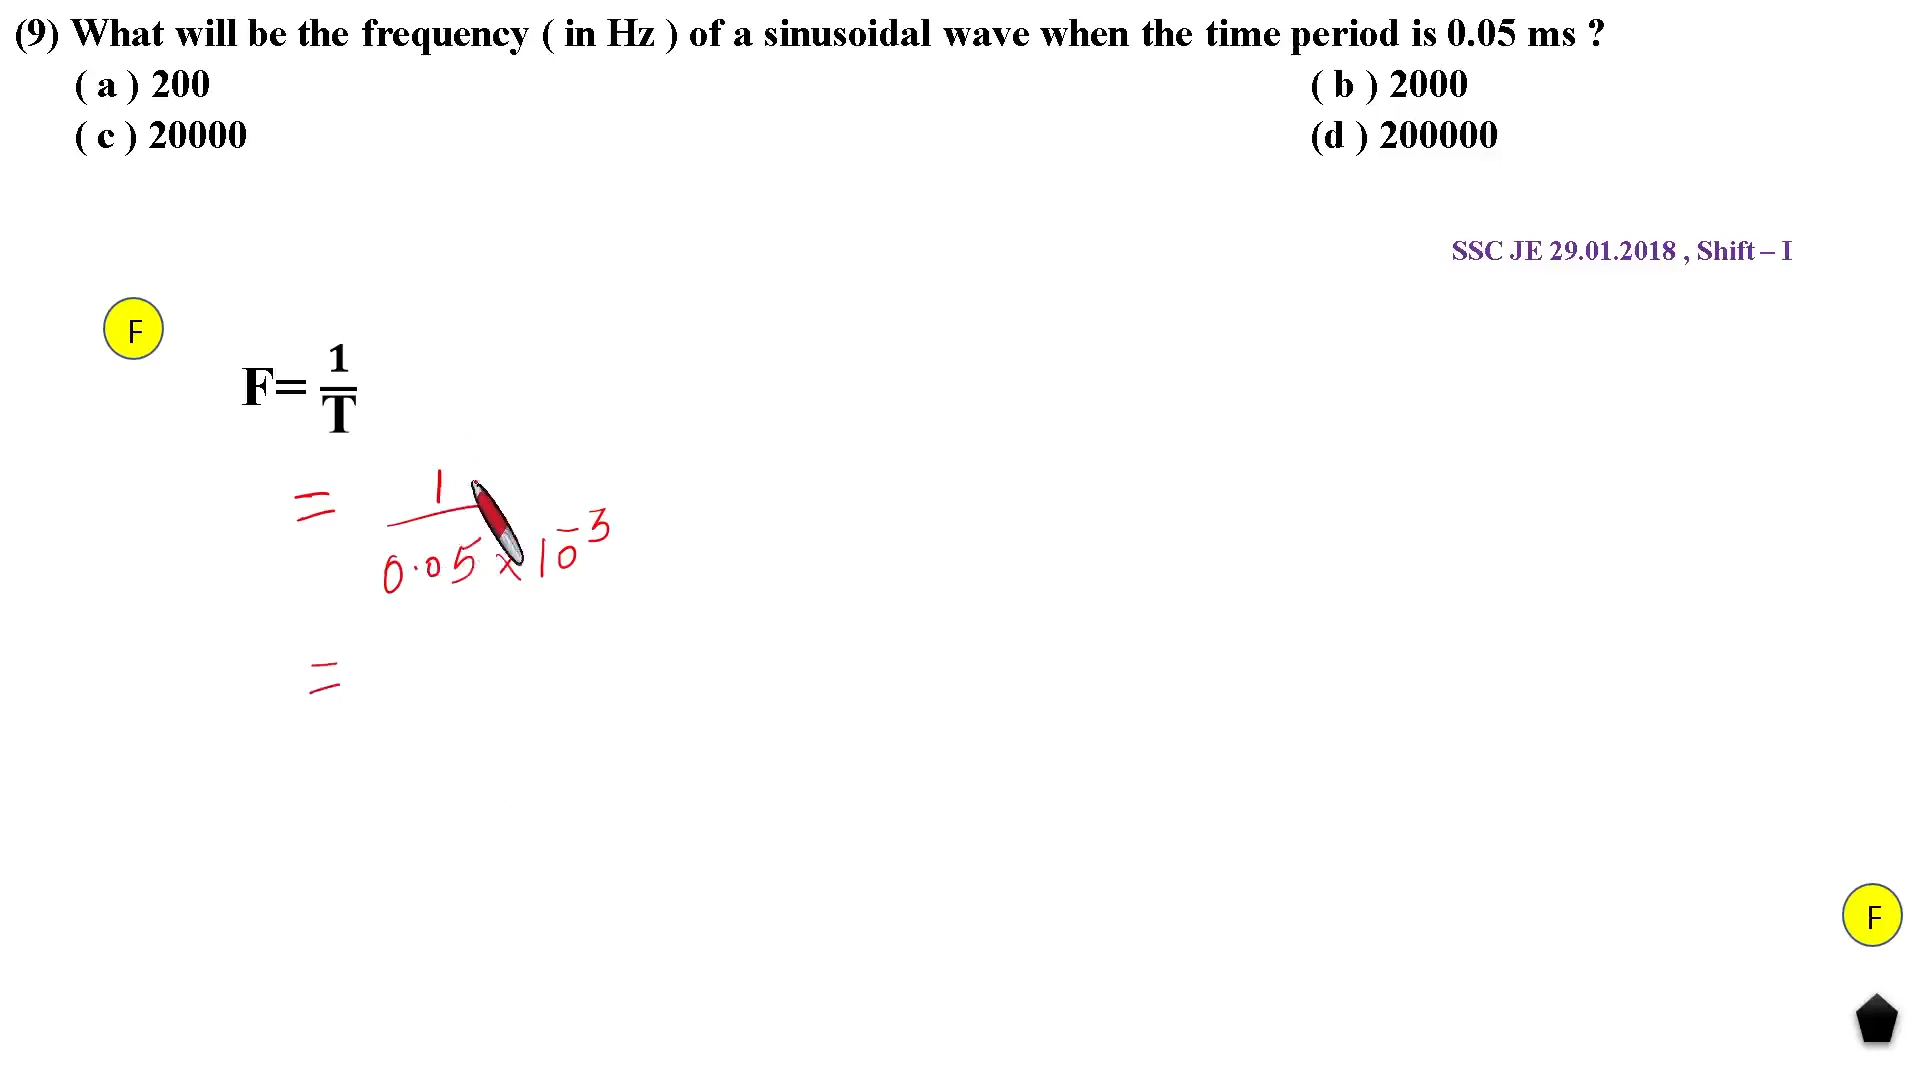 (9) What will be the frequency ( in Hz ) of a sinusoidal wave when the time period is 0.05 ms ?
( a ) 200 ( b ) 2000
( c ) 20000 (d ) 200000
SSC JE 29.01.2018 , Shift – I
F
F= 1/T
= 1/0.05 × 10⁻³
=
F